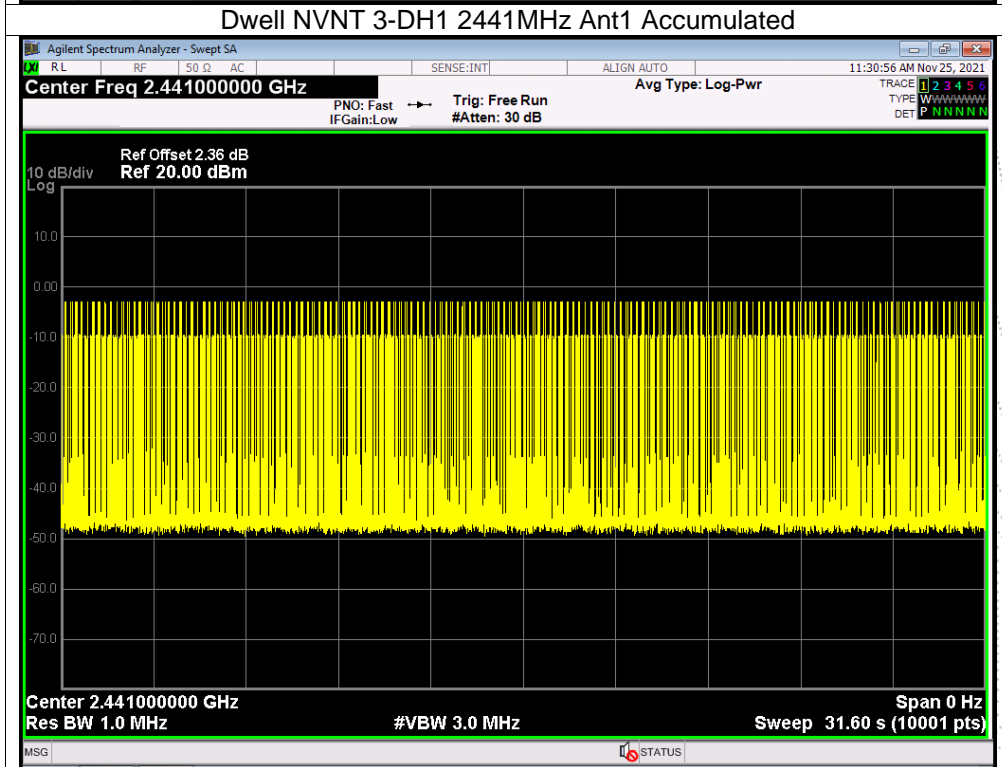 Dwell NVNT 3-DH1 2441MHz Ant1 Accumulated
Agilent Spectrum Analyzer - Swept SA
LXI RL RF 50 Ω AC SENSE:INT ALIGN AUTO 11:30:56 AM Nov 25, 2021
Center Freq 2.441000000 GHz Avg Type: Log-Pwr TRACE 1 2 3 4 5 6
PNO: Fast Trig: Free Run TYPE WWWWWW
IFGain:Low #Atten: 30 dB DET P N N N N N
Ref Offset 2.36 dB
10 dB/div Ref 20.00 dBm
Log
10.0
0.00
-10.0
-20.0
-30.0
-40.0
-50.0
-60.0
-70.0
Center 2.441000000 GHz Span 0 Hz
Res BW 1.0 MHz #VBW 3.0 MHz Sweep 31.60 s (10001 pts)
MSG STATUS